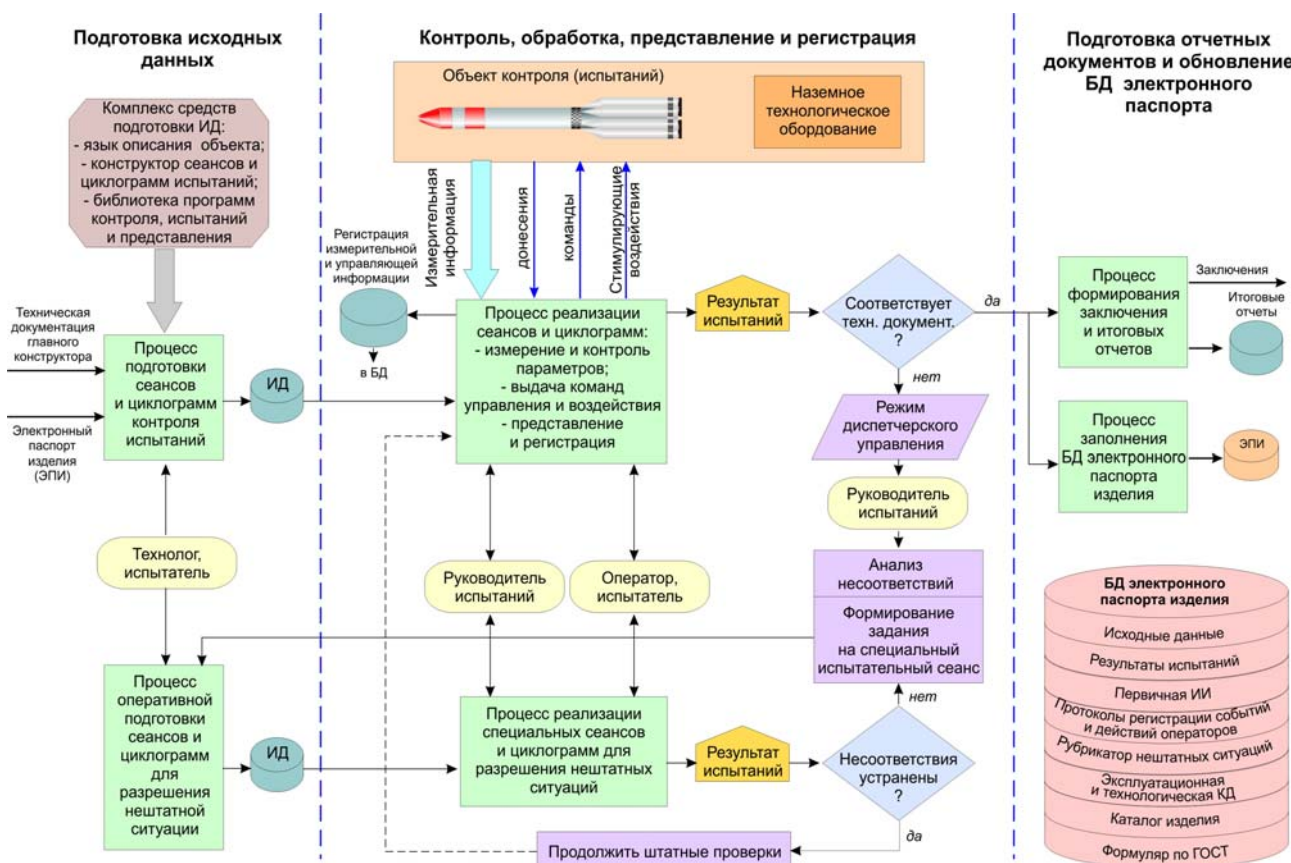 Подготовка исходных
данных
Контроль, обработка, представление и регистрация
Подготовка отчетных
документов и обновление
БД электронного
паспорта
Комплекс средств
подготовки ИД:
- язык описания объекта;
- конструктор сеансов и
циклограмм испытаний;
- библиотека программ
контроля, испытаний
и представления
Объект контроля (испытаний)
Наземное
технологическое
обордование
Измерительная
информация
донесения
команды
Стимулирующие
воздействия
Регистрация
измерительной
и управляющей
информации
в БД
Техническая
документация
главного
конструктора
Электронный
паспорт
изделия
(ЭПИ)
Процесс
подготовки
сеансов
и циклограмм
контроля
испытаний
ИД
Процесс реализации
сеансов и циклограмм:
- измерение и контроль
параметров;
- выдача команд
управления и воздействия
- представление
и регистрация
Результат
испытаний
Соответствует
техн. документ.
?
да
нет
Режим
диспетчерского
управления
Руководитель
испытаний
Анализ
несоответствий
Формирование
задания
на специальный
испытательный сеанс
Процесс
формирования
заключения
и итоговых
отчетов
Заключения
Итоговые
отчеты
Процесс
заполнения
БД электронного
паспорта
изделия
ЭПИ
Технолог,
испытатель
Руководитель
испытаний
Оператор,
испытатель
Процесс
оперативной
подготовки
сеансов и
циклограмм
для
разрешения
нештатной
ситуации
ИД
Процесс реализации
специальных сеансов
и циклограмм для
разрешения нештатных
ситуаций
Результат
испытаний
Несоответствия
устранены
?
нет
да
Продолжить штатные проверки
БД электронного
паспорта изделия
Исходные данные
Результаты испытаний
Первичная ИИ
Протоколы регистрации событий
и действий операторов
Рубрикатор нештатных ситуаций
Эксплуатационная
и технологическая КД
Каталог изделия
Формуляр по ГОСТ